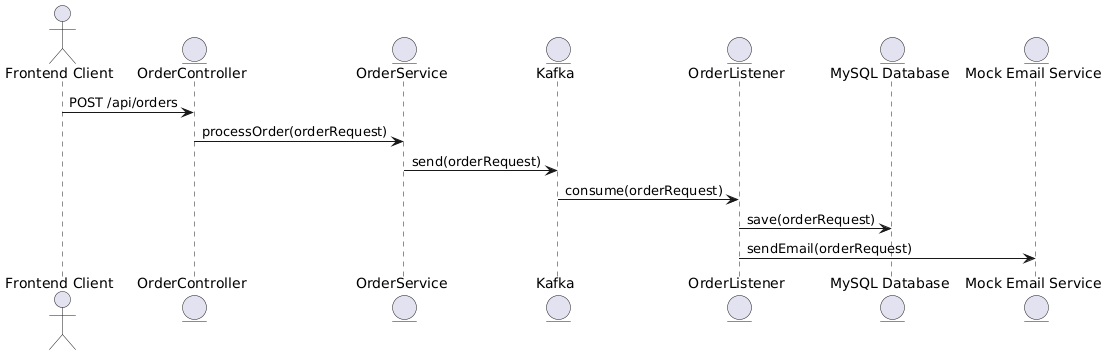 Frontend Client OrderController OrderService Kafka OrderListener MySQL Database Mock Email Service
POST /api/orders
processOrder(orderRequest)
send(orderRequest)
consume(orderRequest)
save(orderRequest)
sendEmail(orderRequest)
Frontend Client OrderController OrderService Kafka OrderListener MySQL Database Mock Email Service